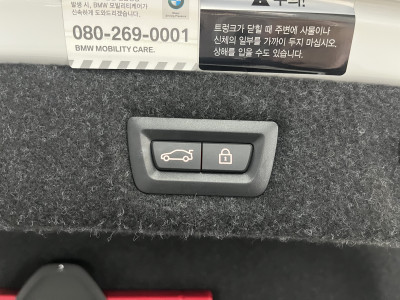 발생 시, BMW 모빌리티케어가
신속하게 도와드리겠습니다.
080-269-0001
BMW MOBILITY CARE.
주의!
트렁크가 닫힐 때 주변에 사물이나
신체의 일부를 가까이 두지 마십시오.
상해를 입을 수도 있습니다.